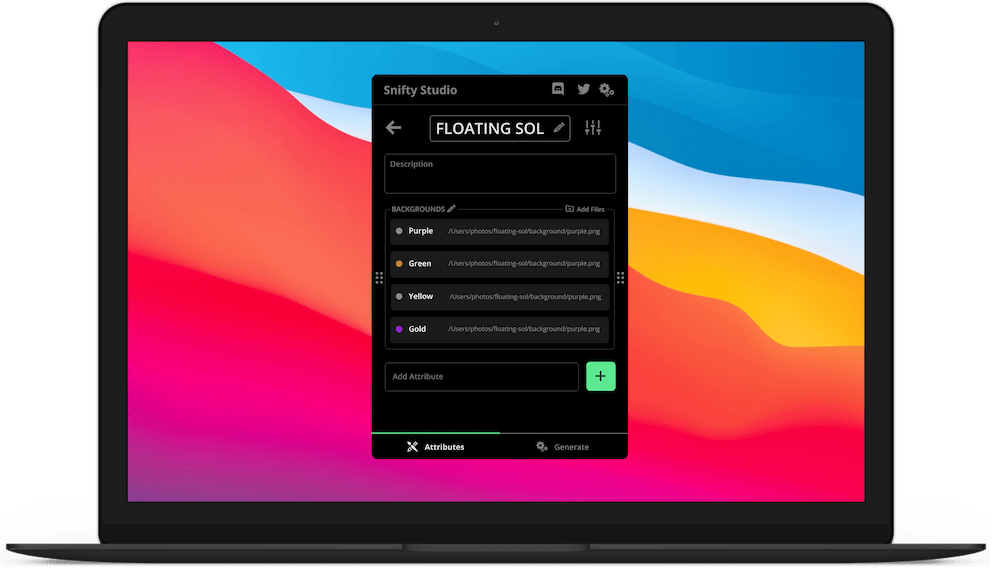 Snifty Studio
FLOATING SOL
Description
BACKGROUNDS Add Files
Purple /Users/photos/floating-sol/background/purple.png
Green /Users/photos/floating-sol/background/purple.png
Yellow /Users/photos/floating-sol/background/purple.png
Gold /Users/photos/floating-sol/background/purple.png
Add Attribute +
Attributes Generate